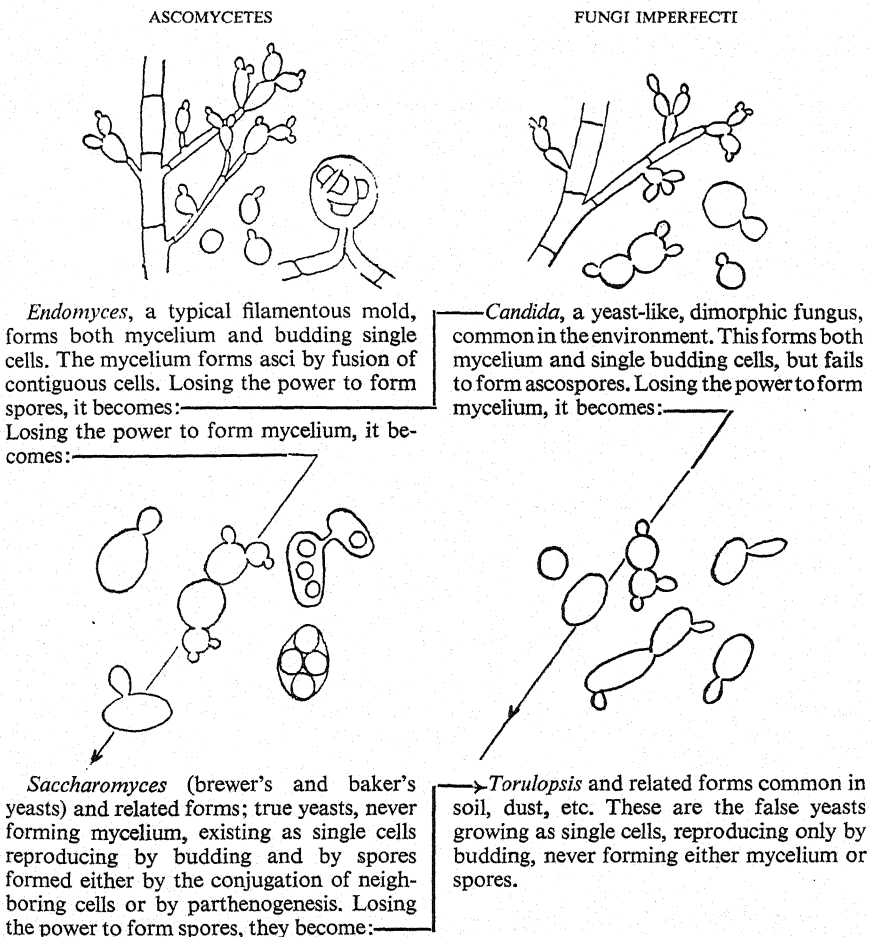 ASCOMYCETES
FUNGI IMPERFECTI
Endomyces, a typical filamentous mold,
forms both mycelium and budding single
cells. The mycelium forms asci by fusion of
contiguous cells. Losing the power to form
spores, it becomes:
Losing the power to form mycelium, it be-
comes:
Candida, a yeast-like, dimorphic fungus,
common in the environment. This forms both
mycelium and single budding cells, but fails
to form ascospores. Losing the power to form
mycelium, it becomes:
Saccharomyces (brewer's and baker's
yeasts) and related forms; true yeasts, never
forming mycelium, existing as single cells
reproducing by budding and by spores
formed either by the conjugation of neigh-
boring cells or by parthenogenesis. Losing
the power to form spores, they become:
Torulopsis and related forms common in
soil, dust, etc. These are the false yeasts
growing as single cells, reproducing only by
budding, never forming either mycelium or
spores.